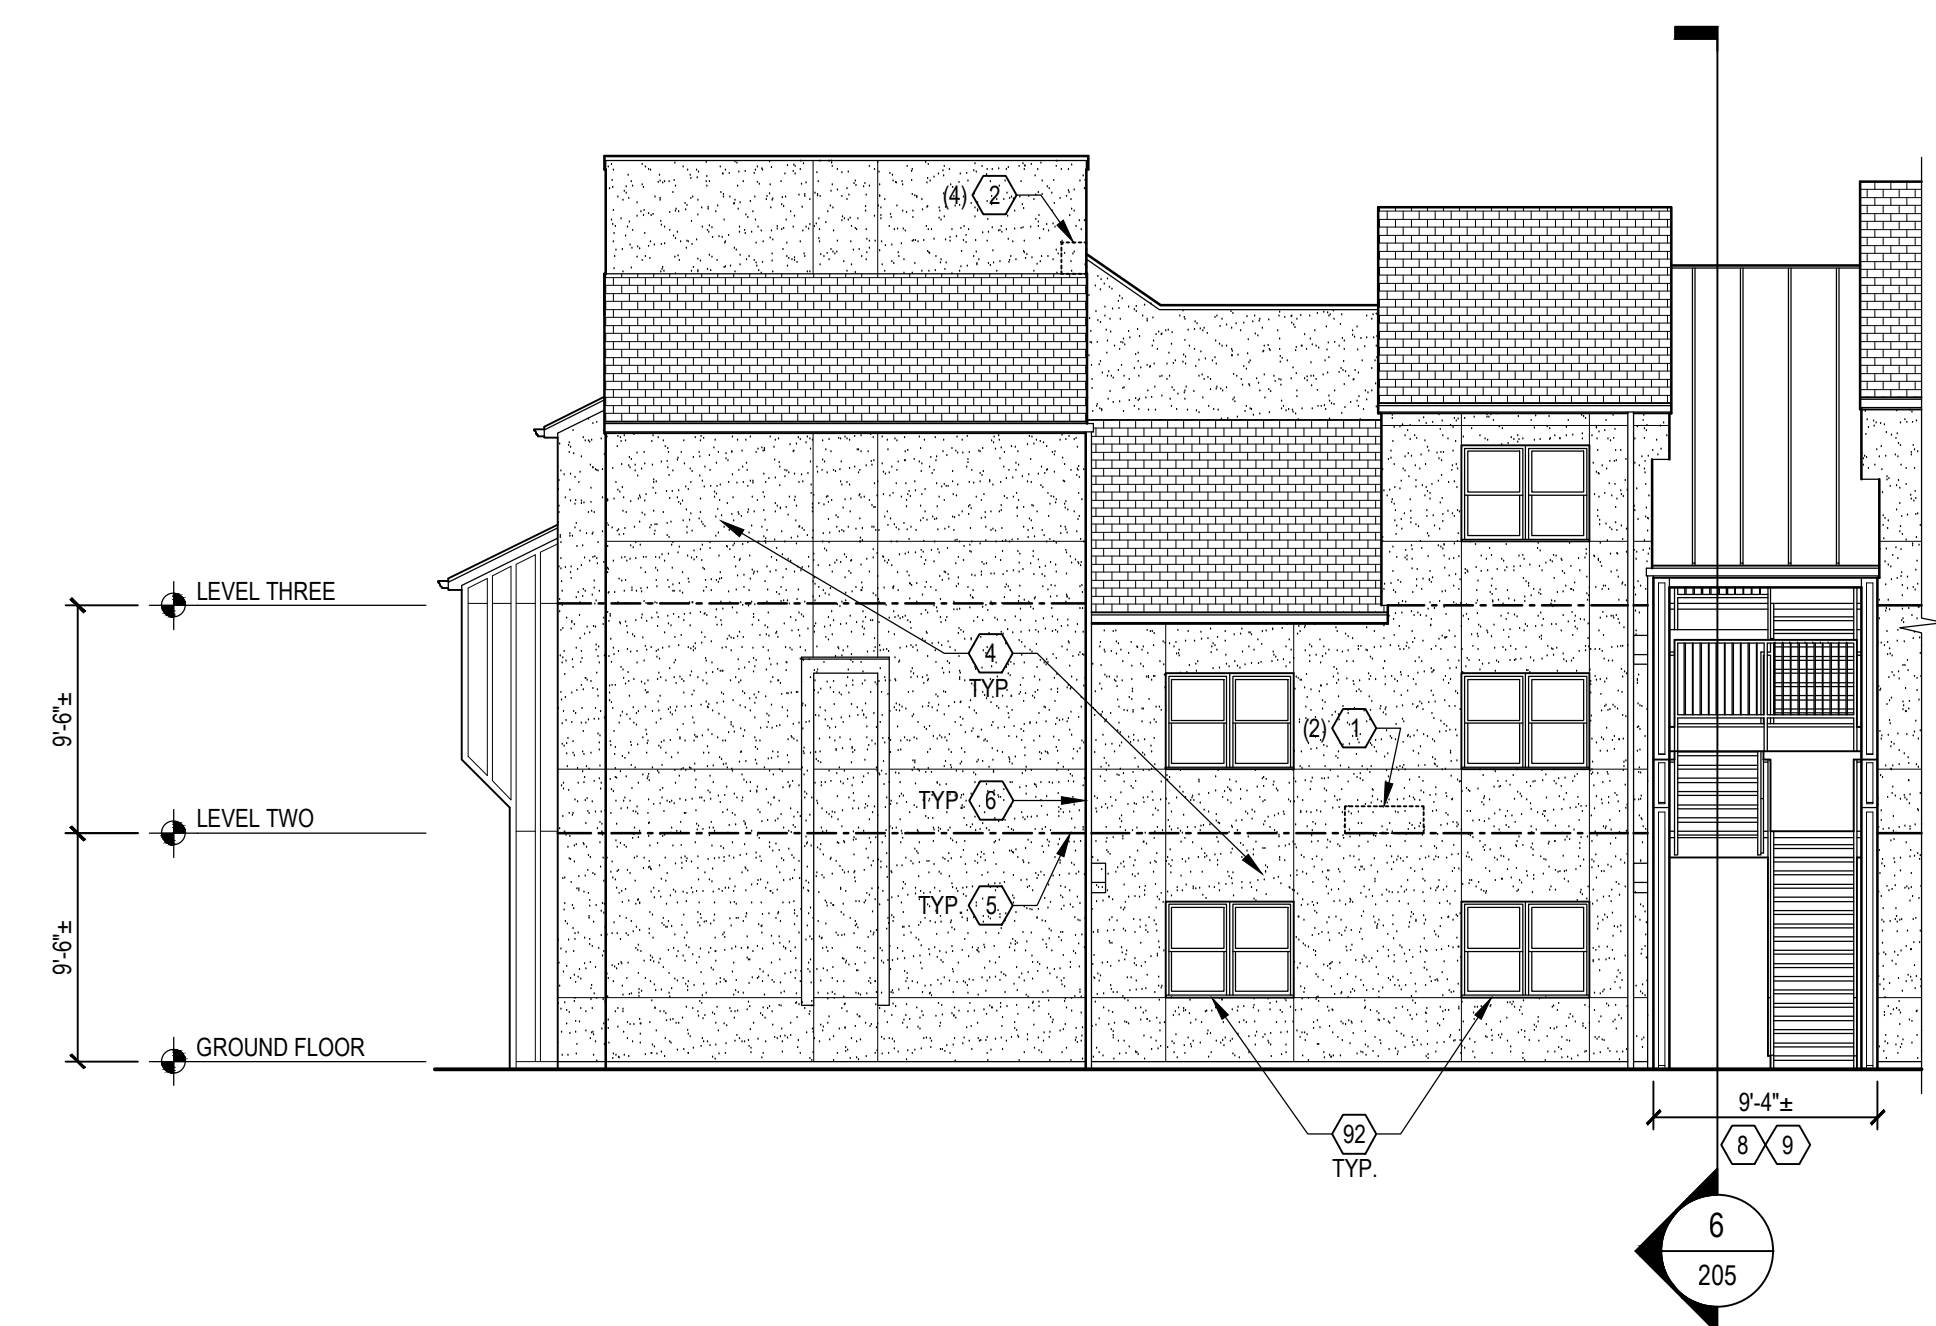 (4) 2
LEVEL THREE
4
TYP.
9'-6"±
(2) 1
TYP. 6
LEVEL TWO
TYP. 5
9'-6"±
GROUND FLOOR
9'-4"±
92
TYP.
8 9
6
205